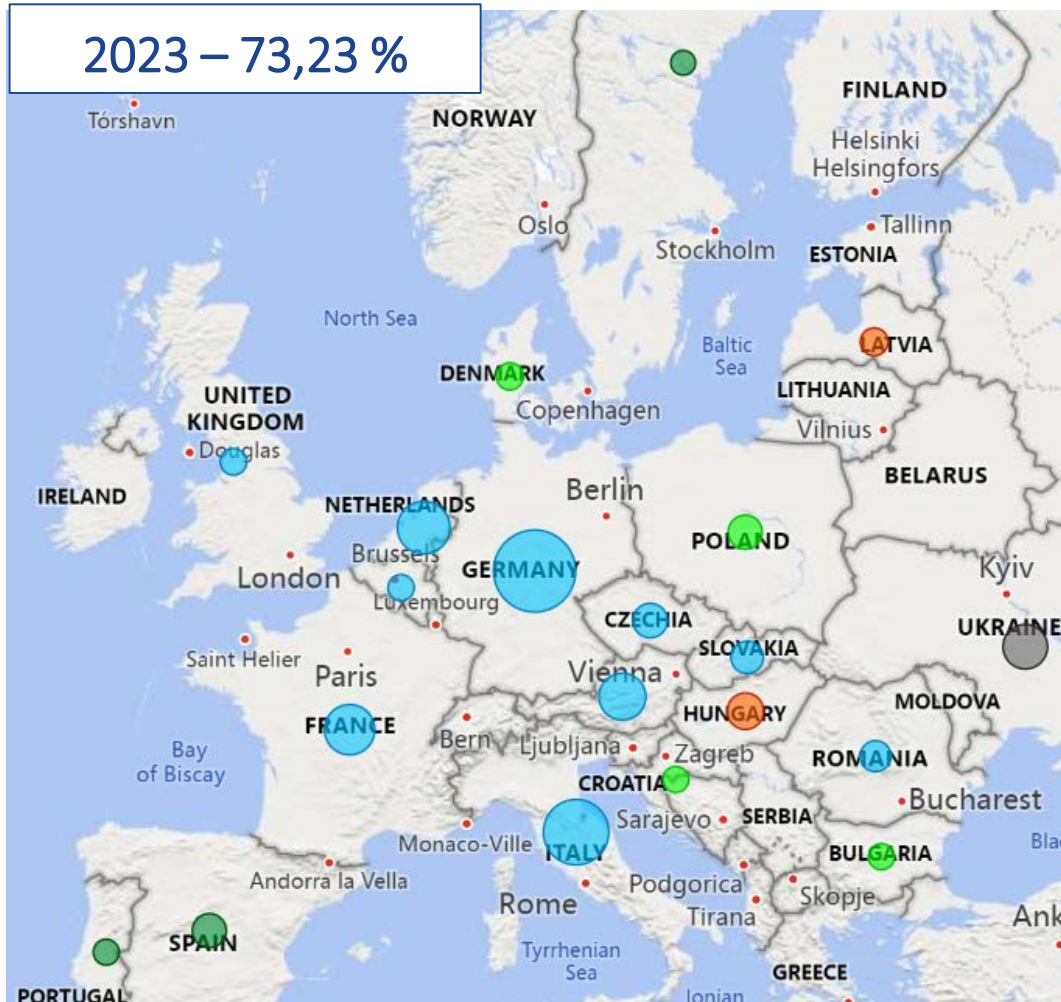 2023 – 73,23 %
FINLAND
NORWAY
Tórshavn
Helsinki
Helsingfors
Oslo
Tallinn
Stockholm
ESTONIA
North Sea
Baltic
Sea
LATVIA
DENMARK
LITHUANIA
UNITED
KINGDOM
Copenhagen
Vilnius
Douglas
BELARUS
IRELAND
NETHERLANDS
Berlin
POLAND
Brussels
GERMANY
London
Kyiv
Luxembourg
CZECHIA
UKRAINE
SLOVAKIA
Saint Helier
Paris
Vienna
MOLDOVA
HUNGARY
FRANCE
Bern
Ljubljana
Zagreb
ROMANIA
Bay
of Biscay
CROATIA
Bucharest
Sarajevo
SERBIA
Monaco-Ville
ITALY
BULGARIA
Blac
Andorra la Vella
Podgorica
Skopje
Rome
Tirana
Ank
SPAIN
Tyrrhenian
Sea
GREECE
PORTUGAL
Ionian